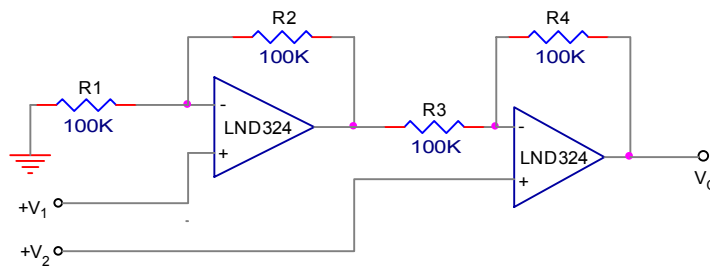 R2
100K
R4
100K
R1
100K
-
+
LND324
R3
100K
-
+
LND324
+V1
-
+V2